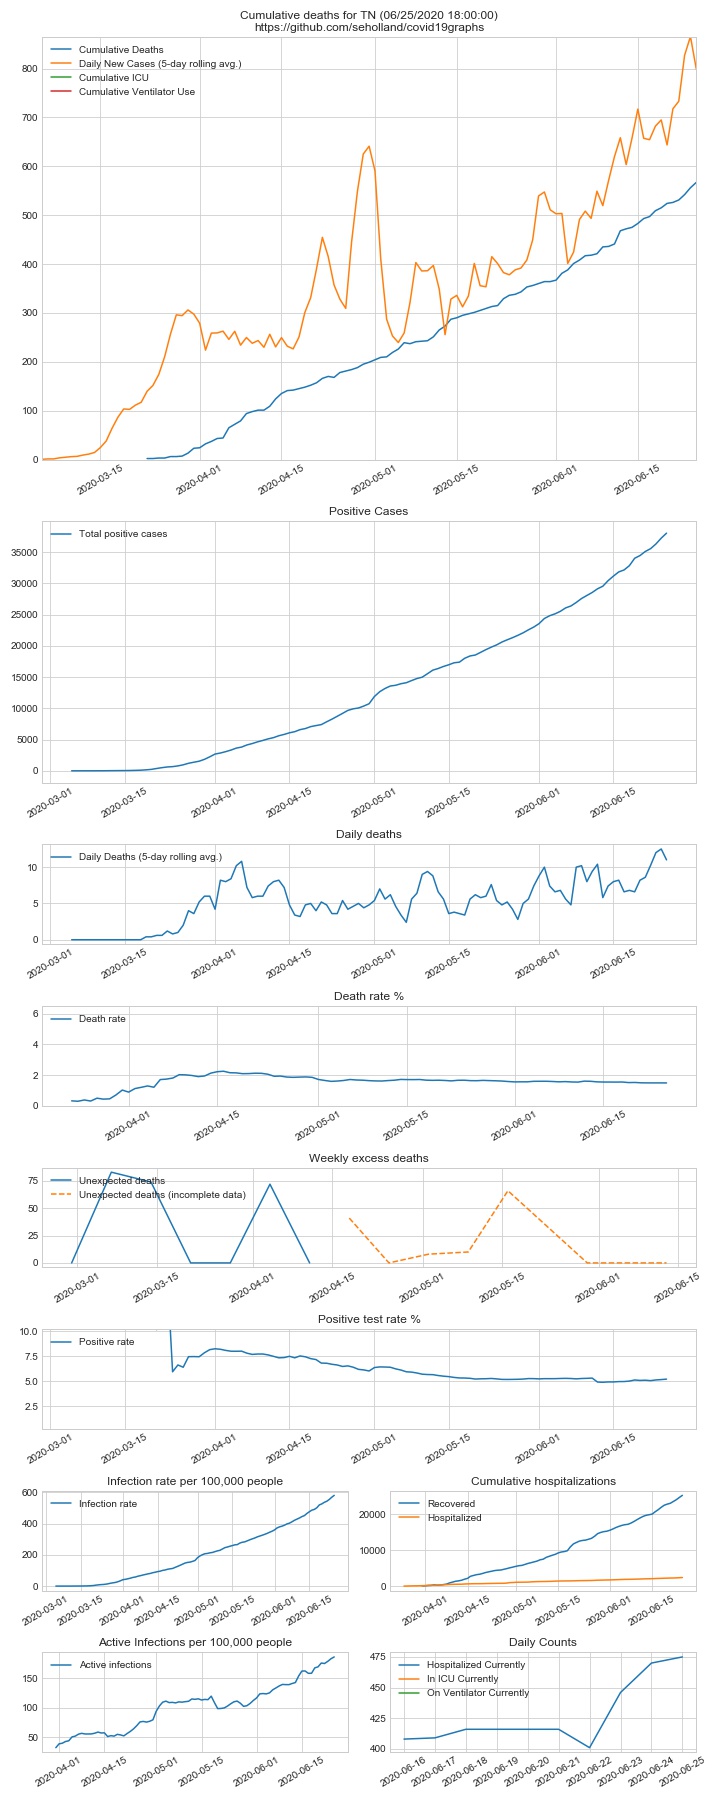 Cumulative deaths for TN (06/25/2020 18:00:00)
https://github.com/seholland/covid19graphs
Cumulative Deaths
Daily New Cases (5-day rolling avg.)
Cumulative ICU
Cumulative Ventilator Use
800
700
600
500
400
300
200
100
0
2020-03-15 2020-04-01 2020-04-15 2020-05-01 2020-05-15 2020-06-01 2020-06-15
Positive Cases
Total positive cases
35000
30000
25000
20000
15000
10000
5000
0
2020-03-01 2020-03-15 2020-04-01 2020-04-15 2020-05-01 2020-05-15 2020-06-01 2020-06-15
Daily deaths
Daily Deaths (5-day rolling avg.)
10
5
0
2020-03-01 2020-03-15 2020-04-01 2020-04-15 2020-05-01 2020-05-15 2020-06-01 2020-06-15
Death rate %
Death rate
6
4
2
0
2020-04-01 2020-04-15 2020-05-01 2020-05-15 2020-06-01 2020-06-15
Weekly excess deaths
Unexpected deaths
Unexpected deaths (incomplete data)
75
50
25
0
2020-03-01 2020-03-15 2020-04-01 2020-04-15 2020-05-01 2020-05-15 2020-06-01 2020-06-15
Positive test rate %
Positive rate
10.0
7.5
5.0
2.5
2020-03-01 2020-03-15 2020-04-01 2020-04-15 2020-05-01 2020-05-15 2020-06-01 2020-06-15
Infection rate per 100,000 people
Infection rate
600
400
200
0
2020-03-01 2020-03-15 2020-04-01 2020-04-15 2020-05-01 2020-05-15 2020-06-01 2020-06-15
Cumulative hospitalizations
Recovered
Hospitalized
20000
10000
0
2020-04-01 2020-04-15 2020-05-01 2020-05-15 2020-06-01 2020-06-15
Active Infections per 100,000 people
Active infections
150
100
50
2020-04-01 2020-04-15 2020-05-01 2020-05-15 2020-06-01 2020-06-15
Daily Counts
Hospitalized Currently
In ICU Currently
On Ventilator Currently
475
450
425
400
2020-06-16 2020-06-17 2020-06-18 2020-06-19 2020-06-20 2020-06-21 2020-06-22 2020-06-23 2020-06-24 2020-06-25